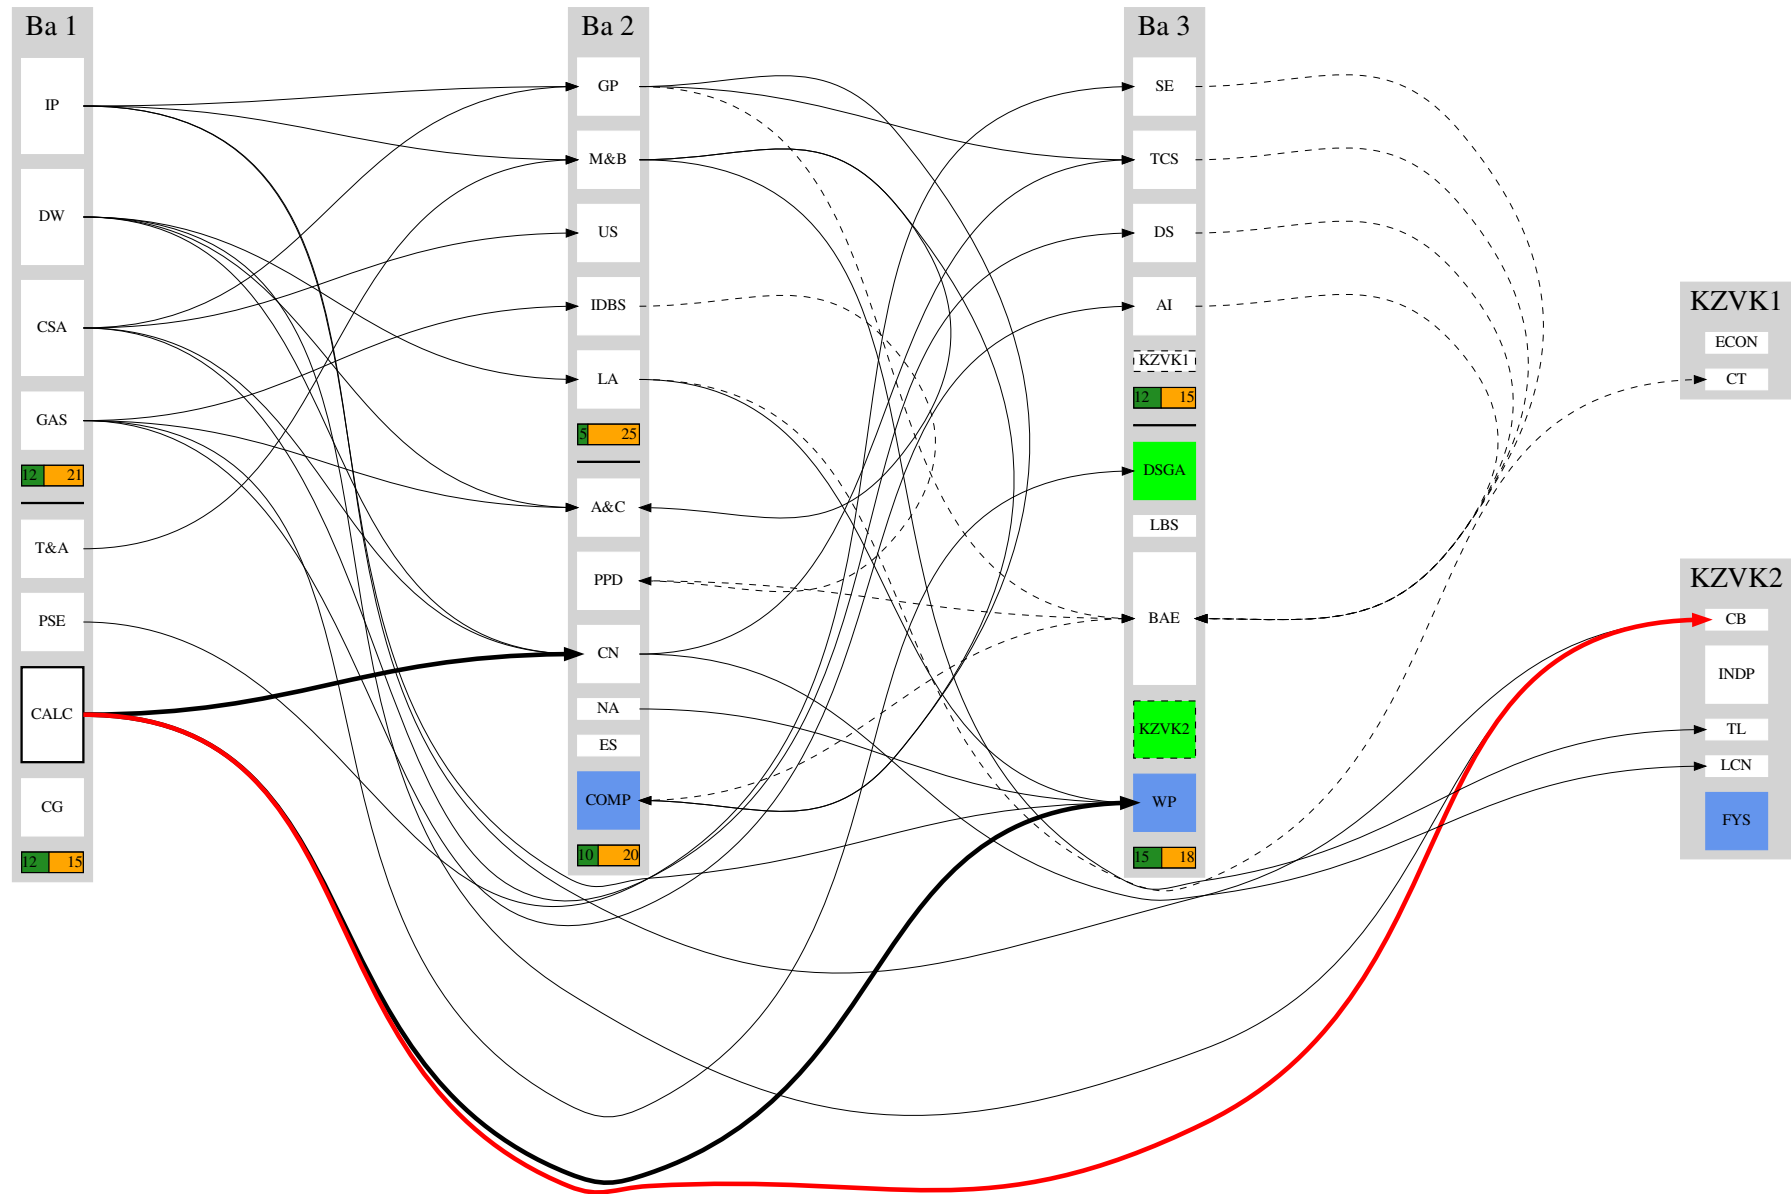 Ba 1
IP
DW
CSA
GAS
12 21
T&A
PSE
CALC
CG
12 15
Ba 2
GP
M&B
US
IDBS
LA
5 25
A&C
PPD
CN
NA
ES
COMP
10 20
Ba 3
SE
TCS
DS
AI
KZVK1
12 15
DSGA
LBS
BAE
KZVK2
WP
15 18
KZVK1
ECON
CT
KZVK2
CB
INDP
TL
LCN
FYS